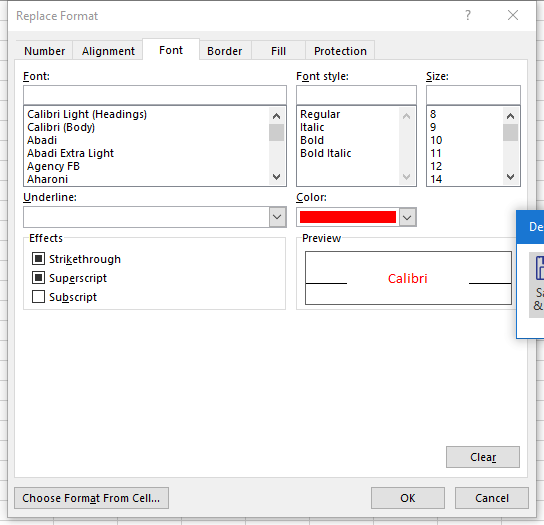 Replace Format
?
Number Alignment Font Border Fill Protection
Font: Font style: Size:
Calibri Light (Headings) Regular 8
Calibri (Body) Italic 9
Abadi Bold 10
Abadi Extra Light Bold Italic 11
Agency FB 12
Aharoni 14
Underline: Color:
De
Effects Preview
Strikethrough
Superscript Calibri
Subscript
Sa
&
Clear
Choose Format From Cell... OK Cancel